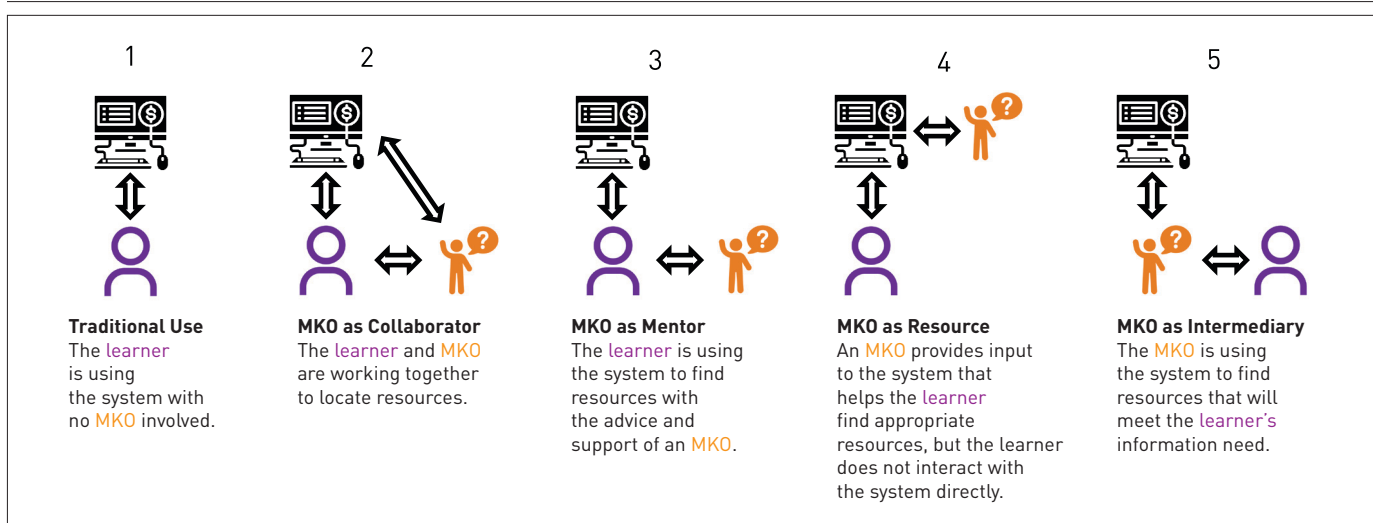 1
2
3
4
5
$
$
$
$
$
?
?
?
?
Traditional Use
The learner
is using
the system with
no MKO involved.
MKO as Collaborator
The learner and MKO
are working together
to locate resources.
MKO as Mentor
The learner is using
the system to find
resources with
the advice and
support of an MKO.
MKO as Resource
An MKO provides input
to the system that
helps the learner
find appropriate
resources, but the learner
does not interact with
the system directly.
MKO as Intermediary
The MKO is using
the system to find
resources that will
meet the learner's
information need.